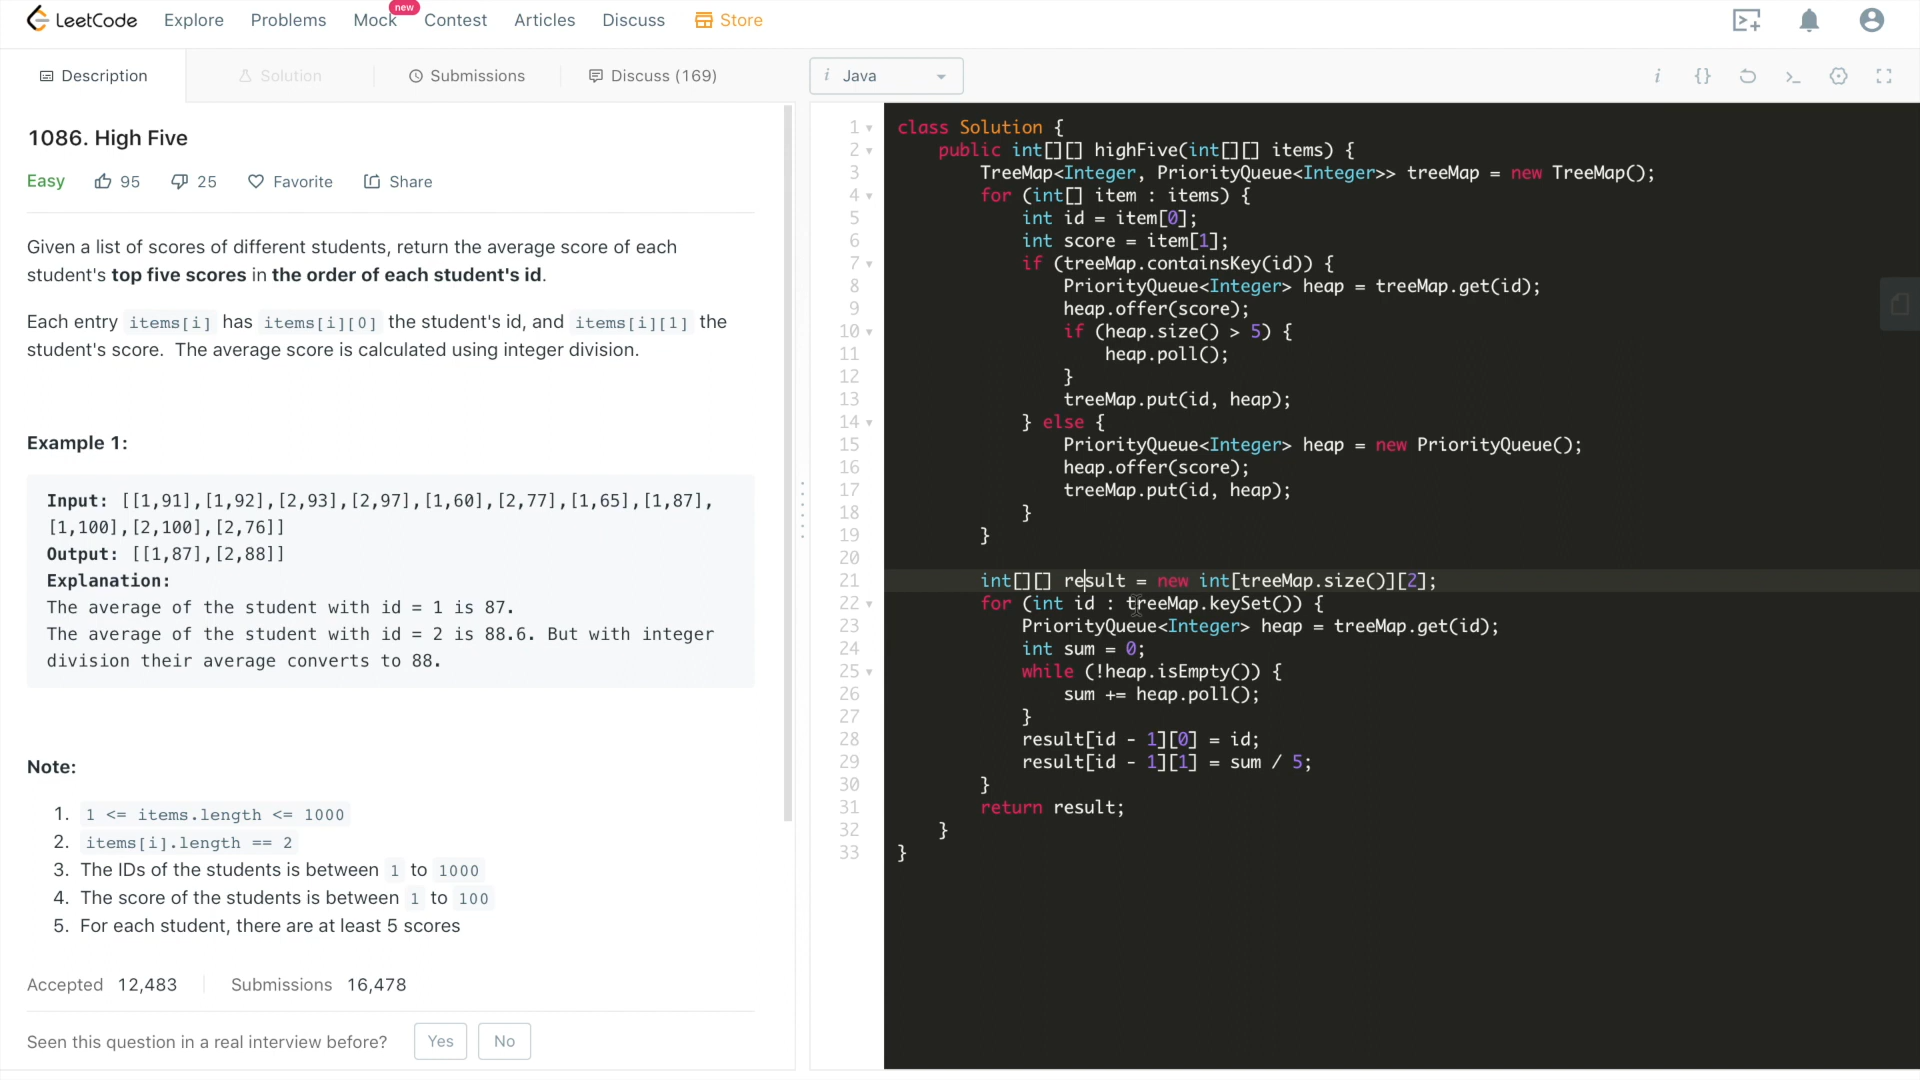 LeetCode Explore Problems Mock new Contest Articles Discuss Store
Description Solution Submissions Discuss (169)
1086. High Five
Easy 95 25 Favorite Share
Given a list of scores of different students, return the average score of each
student's top five scores in the order of each student's id.
Each entry items[i] has items[i][0] the student's id, and items[i][1] the
student's score. The average score is calculated using integer division.
Example 1:
Input: [[1,91],[1,92],[2,93],[2,97],[1,60],[2,77],[1,65],[1,87],
[1,100],[2,100],[2,76]]
Output: [[1,87],[2,88]]
Explanation:
The average of the student with id = 1 is 87.
The average of the student with id = 2 is 88.6. But with integer
division their average converts to 88.
Note:
1. 1 <= items.length <= 1000
2. items[i].length == 2
3. The IDs of the students is between 1 to 1000
4. The score of the students is between 1 to 100
5. For each student, there are at least 5 scores
Accepted 12,483 Submissions 16,478
Seen this question in a real interview before? Yes No
i Java i {}
1 class Solution {
2 public int[][] highFive(int[][] items) {
3 TreeMap<Integer, PriorityQueue<Integer>> treeMap = new TreeMap();
4 for (int[] item : items) {
5 int id = item[0];
6 int score = item[1];
7 if (treeMap.containsKey(id)) {
8 PriorityQueue<Integer> heap = treeMap.get(id);
9 heap.offer(score);
10 if (heap.size() > 5) {
11 heap.poll();
12 }
13 treeMap.put(id, heap);
14 } else {
15 PriorityQueue<Integer> heap = new PriorityQueue();
16 heap.offer(score);
17 treeMap.put(id, heap);
18 }
19 }
20
21 int[][] result = new int[treeMap.size()][2];
22 for (int id : treeMap.keySet()) {
23 PriorityQueue<Integer> heap = treeMap.get(id);
24 int sum = 0;
25 while (!heap.isEmpty()) {
26 sum += heap.poll();
27 }
28 result[id - 1][0] = id;
29 result[id - 1][1] = sum / 5;
30 }
31 return result;
32 }
33 }